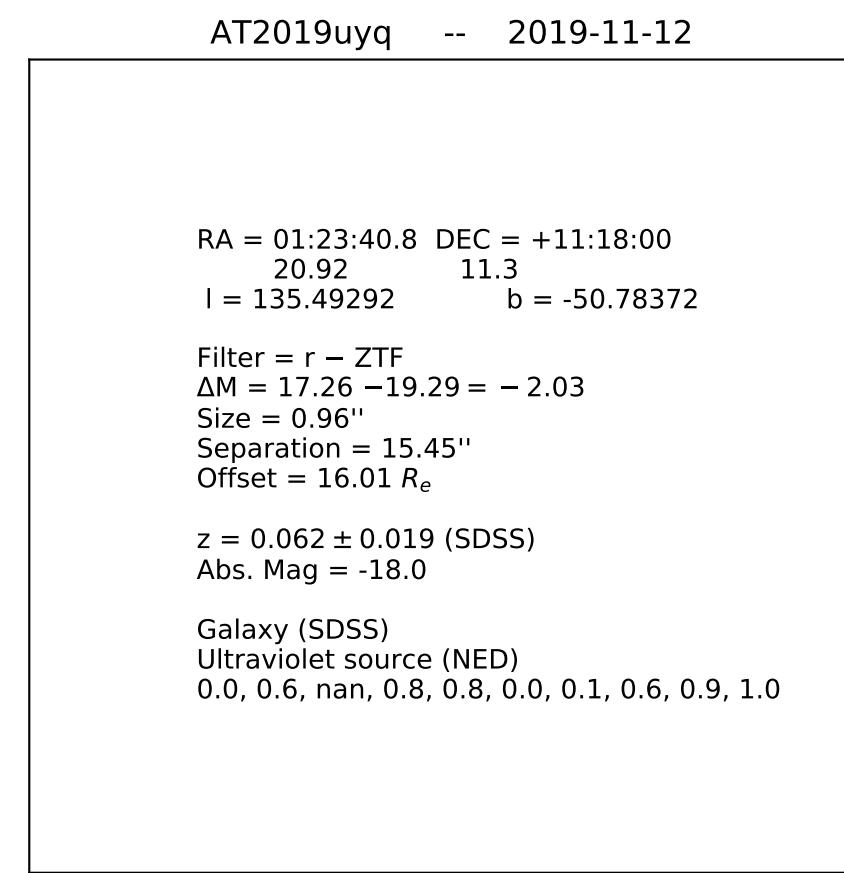 AT2019uyq -- 2019-11-12
RA = 01:23:40.8 DEC = +11:18:00
20.92 11.3
l = 135.49292 b = -50.78372
Filter = r − ZTF
ΔM = 17.26 −19.29 = − 2.03
Size = 0.96''
Separation = 15.45''
Offset = 16.01 Re
z = 0.062 ± 0.019 (SDSS)
Abs. Mag = -18.0
Galaxy (SDSS)
Ultraviolet source (NED)
0.0, 0.6, nan, 0.8, 0.8, 0.0, 0.1, 0.6, 0.9, 1.0